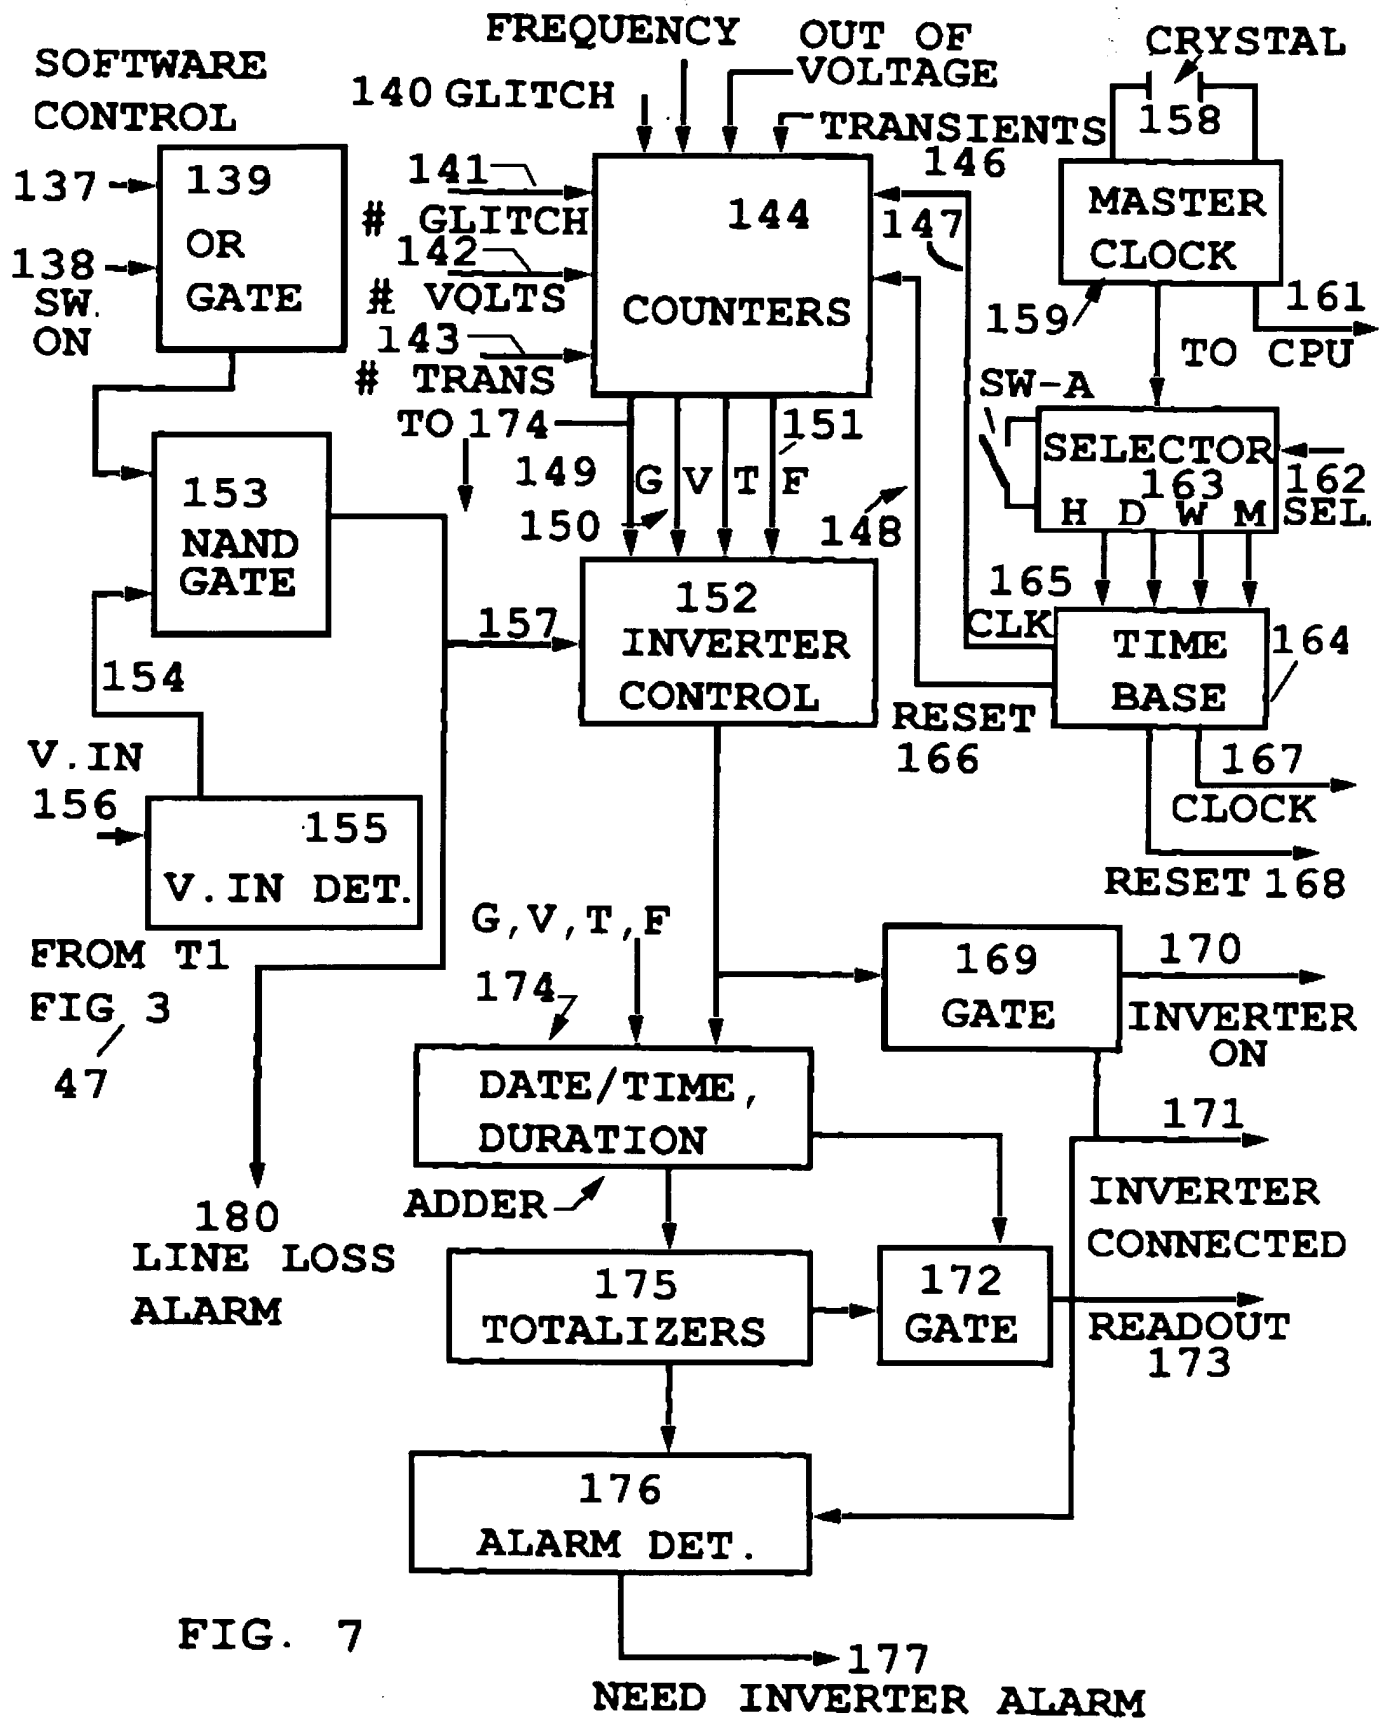 FREQUENCY
OUT OF
VOLTAGE
CRYSTAL
SOFTWARE
CONTROL
140 GLITCH
158
TRANSIENTS
146
137
139
OR
GATE
141
# GLITCH
144
COUNTERS
147
MASTER
CLOCK
138
SW.
ON
142
# VOLTS
161
159
143
# TRANS
TO CPU
SW-A
TO 174
151
SELECTOR
163
H D W M
162
SEL.
149
G V T F
153
NAND
GATE
150
148
152
INVERTER
CONTROL
165
CLK
157
TIME
BASE
164
154
RESET
166
V.IN
156
167
CLOCK
155
V.IN DET.
RESET 168
G,V,T,F
FROM T1
FIG 3
47
174
169
GATE
170
INVERTER
ON
DATE/TIME,
DURATION
171
ADDER
INVERTER
CONNECTED
180
LINE LOSS
ALARM
175
TOTALIZERS
172
GATE
READOUT
173
176
ALARM DET.
FIG. 7
177
NEED INVERTER ALARM